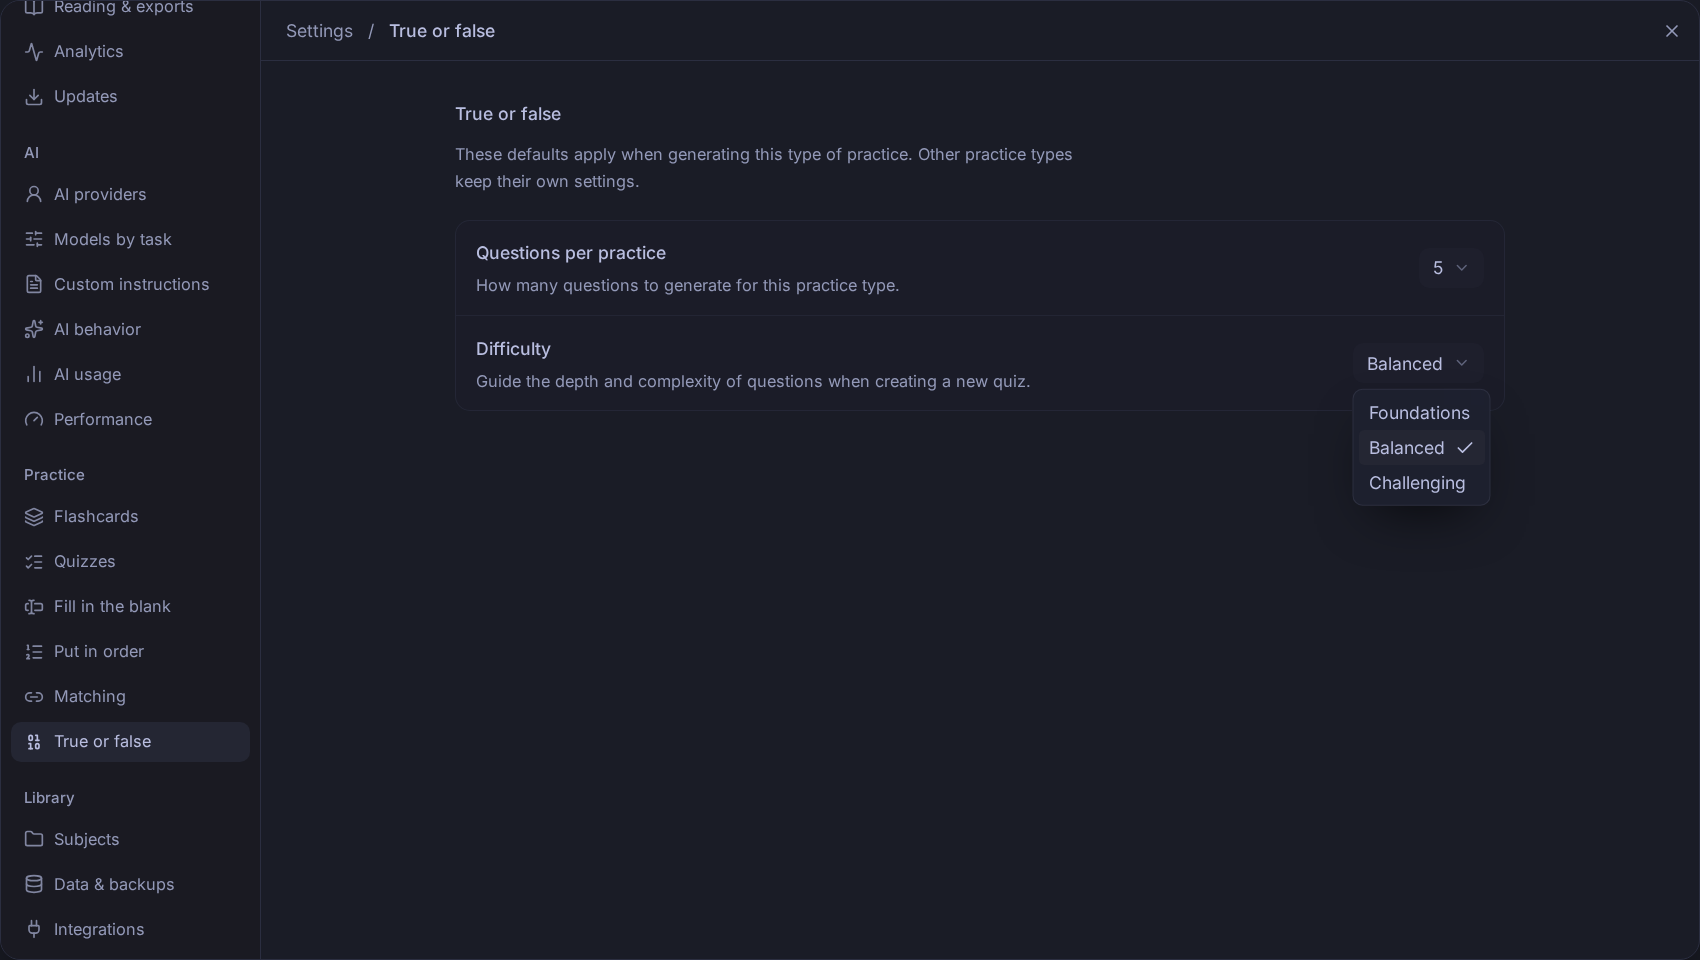 Reading & exports
Analytics
Updates
AI
AI providers
Models by task
Custom instructions
AI behavior
AI usage
Performance
Practice
Flashcards
Quizzes
Fill in the blank
Put in order
Matching
True or false
Library
Subjects
Data & backups
Integrations
Settings / True or false
True or false
These defaults apply when generating this type of practice. Other practice types
keep their own settings.
Questions per practice
How many questions to generate for this practice type.
5
Difficulty
Guide the depth and complexity of questions when creating a new quiz.
Balanced
Foundations
Balanced
Challenging